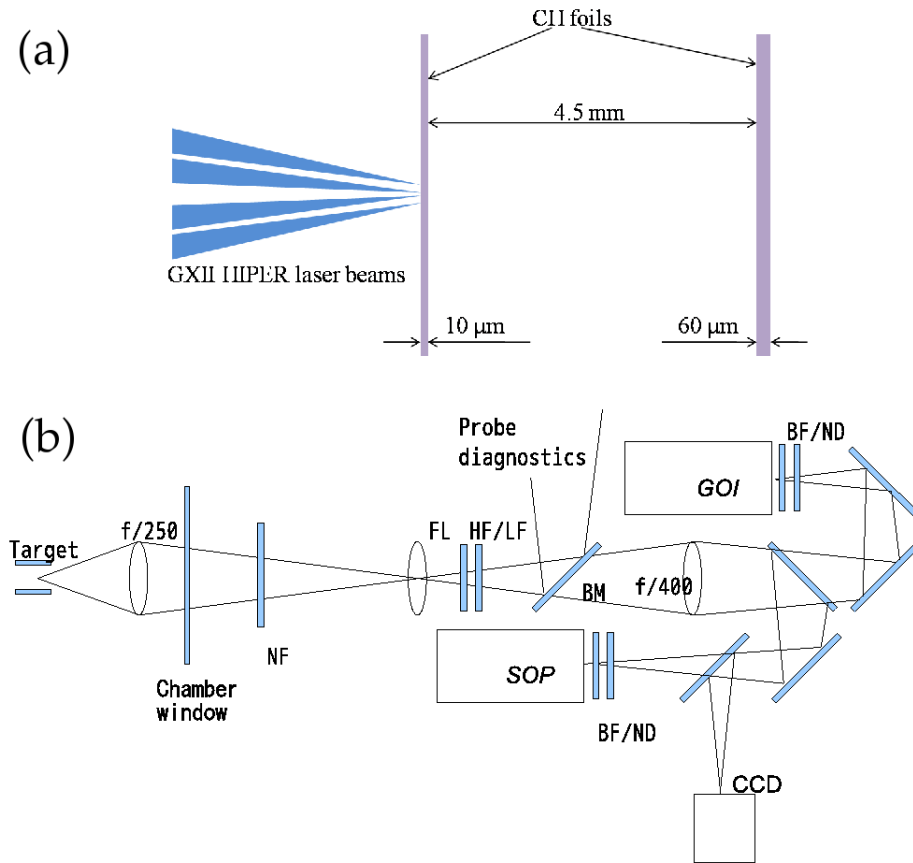 (a)
CH foils
4.5 mm
GXII HIPER laser beams
10 µm
60 µm
(b)
Probe
diagnostics
BF/ND
GOI
f/250
FL
HF/LF
Target
BM
f/400
NF
SOP
Chamber
window
BF/ND
CCD